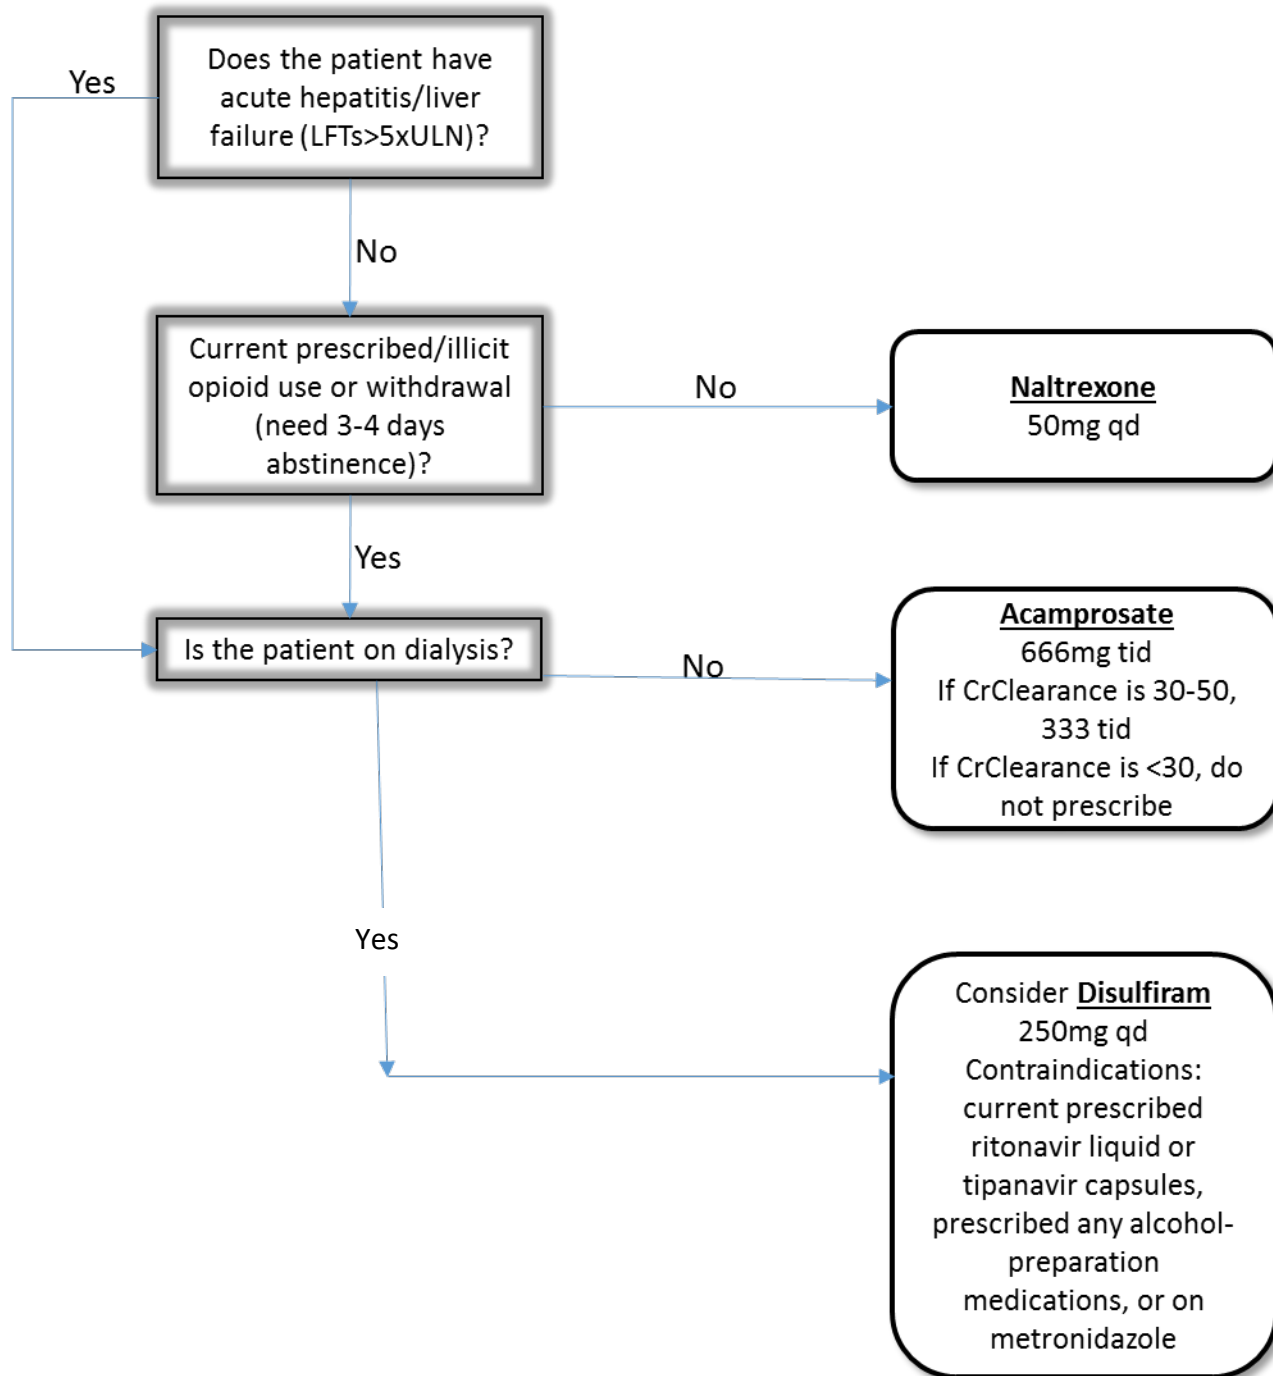 Does the patient have
acute hepatitis/liver
failure (LFTs>5xULN)?
Yes
No
Current prescribed/illicit
opioid use or withdrawal
(need 3-4 days
abstinence)?
No
Naltrexone
50mg qd
Yes
Is the patient on dialysis?
No
Acamprosate
666mg tid
If CrClearance is 30-50,
333 tid
If CrClearance is <30, do
not prescribe
Yes
Consider Disulfiram
250mg qd
Contraindications:
current prescribed
ritonavir liquid or
tipanavir capsules,
prescribed any alcohol-
preparation
medications, or on
metronidazole